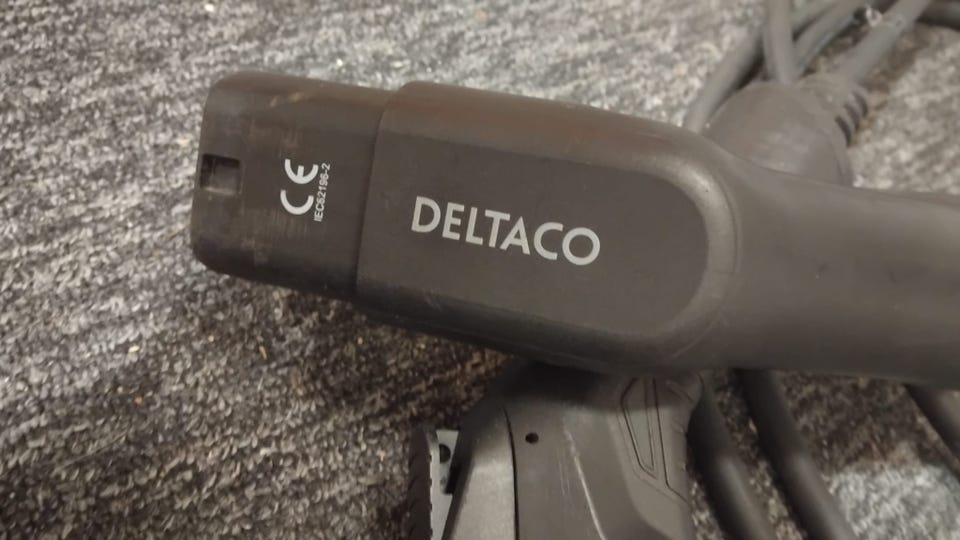 CE
IEC62196-2
DELTACO